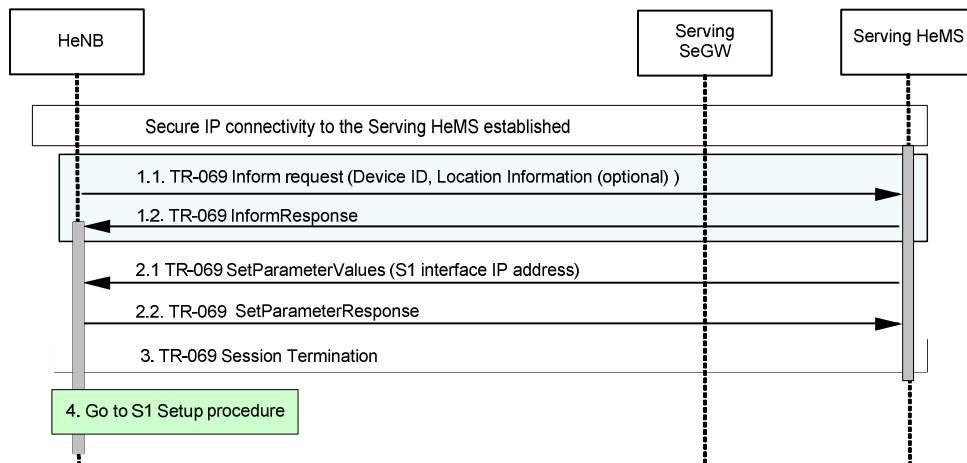 HeNB
Serving
SeGW
Serving HeMS
Secure IP connectivity to the Serving HeMS established
1.1. TR-069 Inform request (Device ID, Location Information (optional) )
1.2. TR-069 InformResponse
2.1 TR-069 SetParameterValues (S1 interface IP address)
2.2. TR-069 SetParameterResponse
3. TR-069 Session Termination
4. Go to S1 Setup procedure